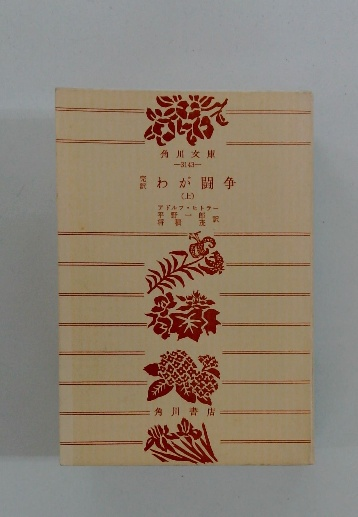 角川文庫
—3143—
完訳 わが闘争
(上)
アドルフ・ヒトラー
平野一郎
将積茂 訳
角川書店